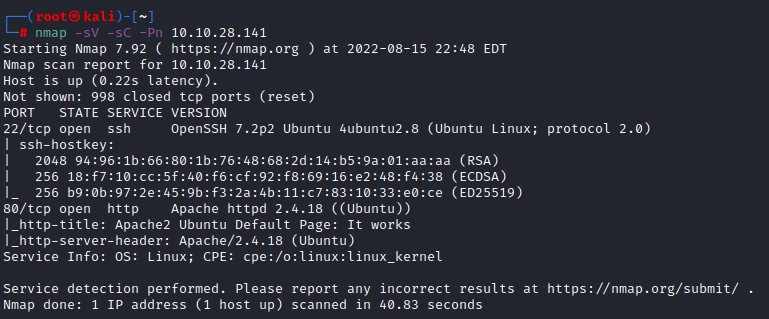 ┌──(root㉿kali)-[~]
└─# nmap -sV -sC -Pn 10.10.28.141
Starting Nmap 7.92 ( https://nmap.org ) at 2022-08-15 22:48 EDT
Nmap scan report for 10.10.28.141
Host is up (0.22s latency).
Not shown: 998 closed tcp ports (reset)
PORT   STATE SERVICE VERSION
22/tcp open  ssh     OpenSSH 7.2p2 Ubuntu 4ubuntu2.8 (Ubuntu Linux; protocol 2.0)
| ssh-hostkey:
|   2048 94:96:1b:66:80:1b:76:48:68:2d:14:b5:9a:01:aa:aa (RSA)
|   256 18:f7:10:cc:5f:40:f6:cf:92:f8:69:16:e2:48:f4:38 (ECDSA)
|_  256 b9:0b:97:2e:45:9b:f3:2a:4b:11:c7:83:10:33:e0:ce (ED25519)
80/tcp open  http    Apache httpd 2.4.18 ((Ubuntu))
|_http-title: Apache2 Ubuntu Default Page: It works
|_http-server-header: Apache/2.4.18 (Ubuntu)
Service Info: OS: Linux; CPE: cpe:/o:linux:linux_kernel

Service detection performed. Please report any incorrect results at https://nmap.org/submit/ .
Nmap done: 1 IP address (1 host up) scanned in 40.83 seconds